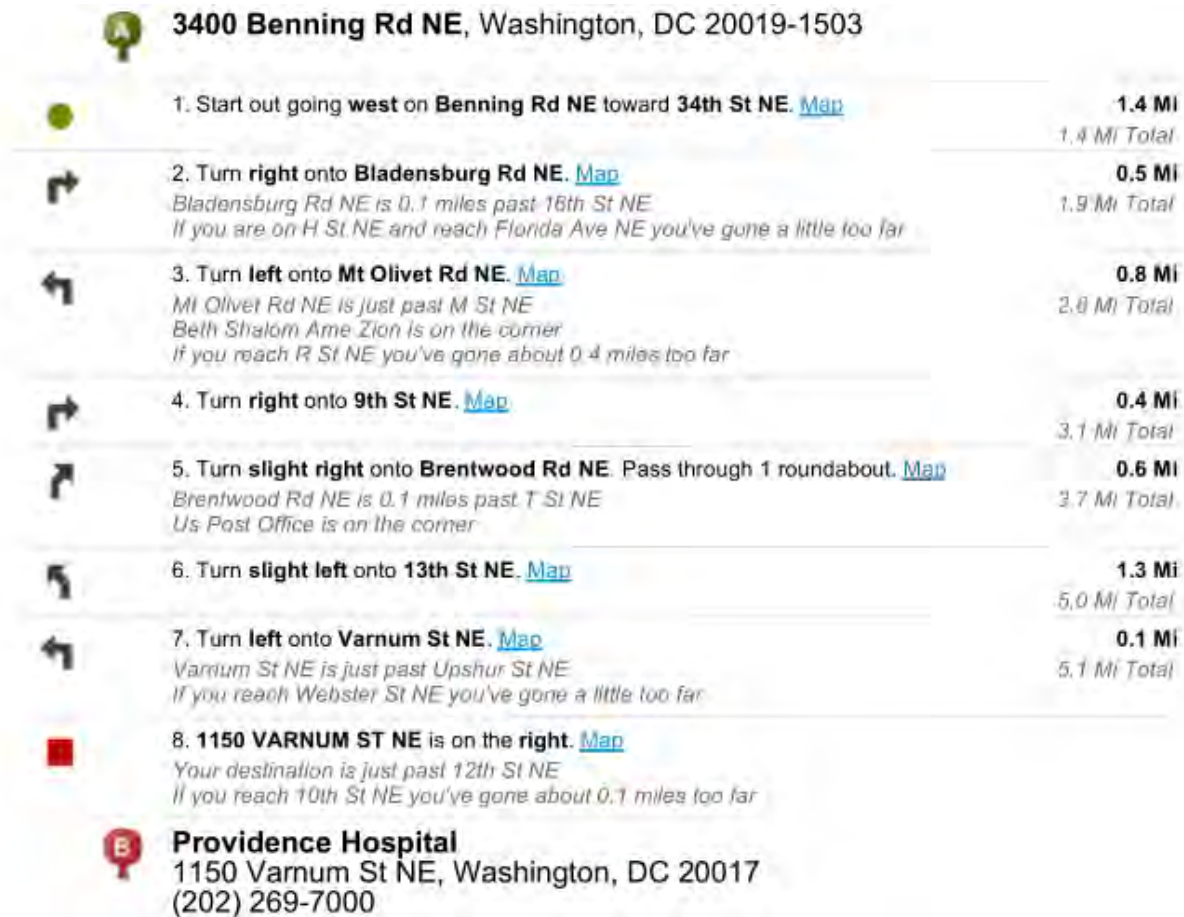 A
3400 Benning Rd NE, Washington, DC 20019-1503
1. Start out going west on Benning Rd NE toward 34th St NE. Map 1.4 Mi
1.4 Mi Total
2. Turn right onto Bladensburg Rd NE. Map 0.5 Mi
Bladensburg Rd NE is 0.1 miles past 16th St NE 1.9 Mi Total
If you are on H St NE and reach Florida Ave NE you've gone a little too far
3. Turn left onto Mt Olivet Rd NE. Map 0.8 Mi
Mt Olivet Rd NE is just past M St NE Mi Total
Beth Shalom Ame Zion is on the corner
If you reach R St NE you've gone about 0.4 miles too far
4. Turn right onto 9th St NE. Map 0.4 Mi
3.1 Mi Total
5. Turn slight right onto Brentwood Rd NE. Pass through 1 roundabout. Map 0.6 Mi
Brentwood Rd NE is 0.1 miles past T St NE 3.7 Mi Total
Us Post Office is on the corner
6. Turn slight left onto 13th St NE. Map 1.3 Mi
5.0 Mi Total
7. Turn left onto Varnum St NE. Map 0.1 Mi
Varnum St NE is just past Upshur St NE 5.1 Mi Total
If you reach Webster St NE you've gone a little too far
8. 1150 VARNUM ST NE is on the right. Map
Your destination is just past 12th St NE
If you reach 10th St NE you've gone about 0.1 miles too far
B
Providence Hospital
1150 Varnum St NE, Washington, DC 20017
(202) 269-7000